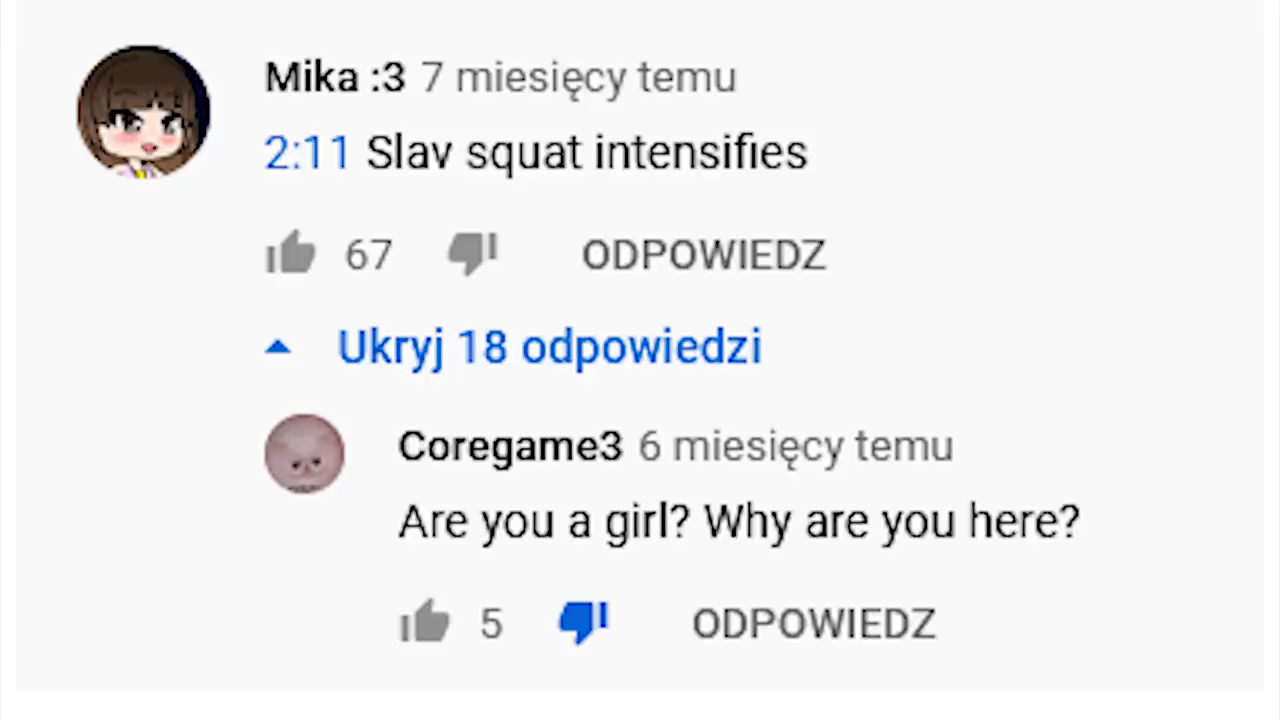 Mika :3 7 miesięcy temu
2:11 Slav squat intensifies
67 ODPOWIEDZ
Ukryj 18 odpowiedzi
Coregame3 6 miesięcy temu
Are you a girl? Why are you here?
5 ODPOWIEDZ